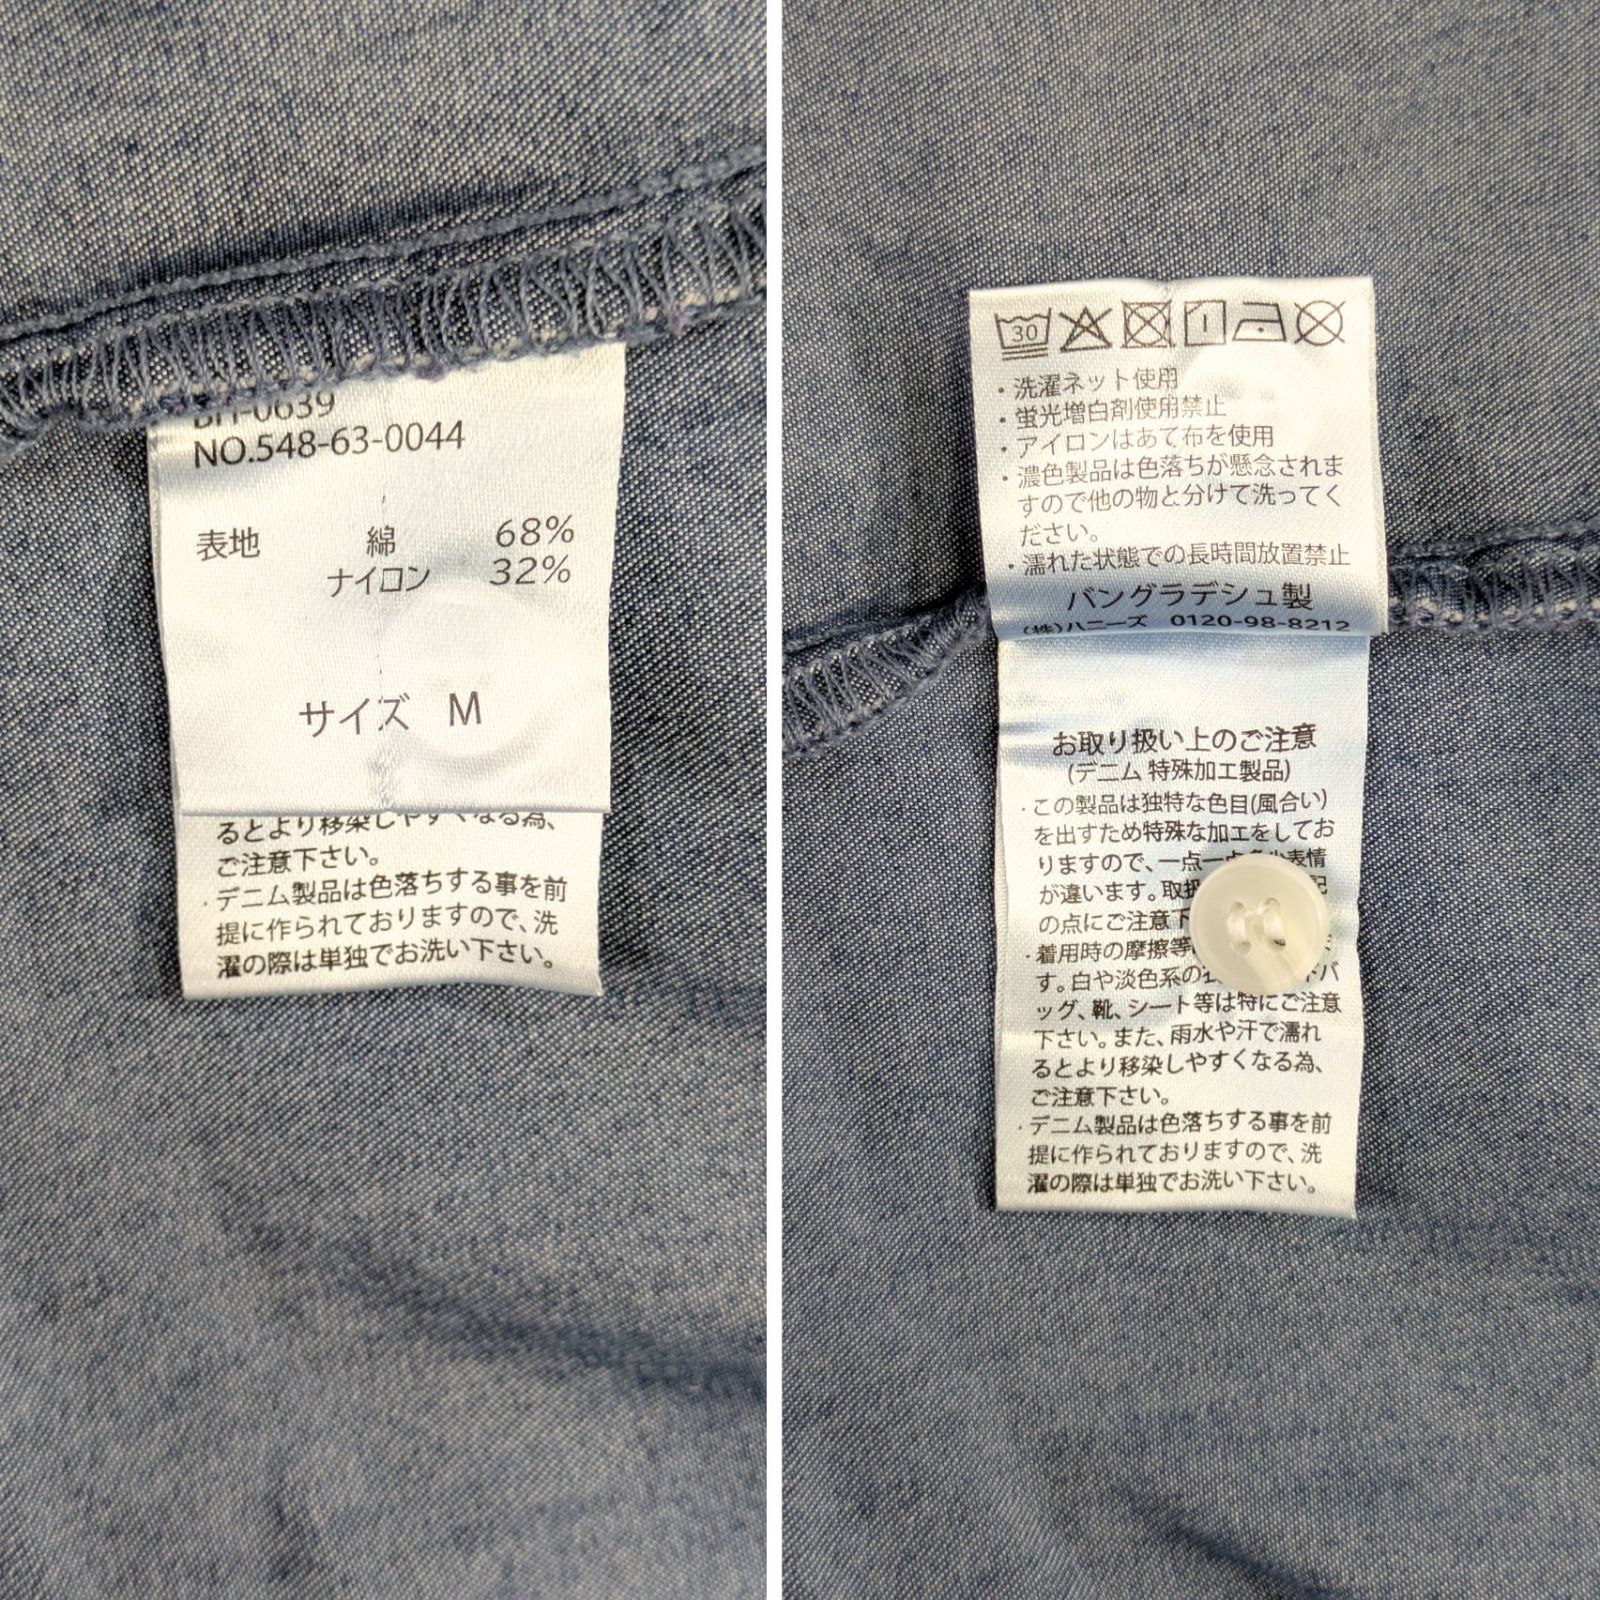 NO.548-63-0044
表地 綿 68%
ナイロン 32%
サイズ M
るとより移染しやすくなる為、
ご注意下さい。
・デニム製品は色落ちする事を前
提に作られておりますので、洗
濯の際は単独でお洗い下さい。
30
・洗濯ネット使用
・蛍光増白剤使用禁止
・アイロンはあて布を使用
・濃色製品は色落ちが懸念されま
すので他の物と分けて洗ってく
ださい。
・濡れた状態での長時間放置禁止
バングラデシュ製
(株)ハニーズ 0120-98-8212
お取り扱い上のご注意
(デニム 特殊加工製品)
・この製品は独特な色目(風合い)
を出すため特殊な加工をしてお
りますので、一点一点多少表情
が違います。取扱
の点にご注意下
・着用時の摩擦等
す。白や淡色系の
バ
ッグ、靴、シート等は特にご注意
下さい。また、雨水や汗で濡れ
るとより移染しやすくなる為、
ご注意下さい。
・デニム製品は色落ちする事を前
提に作られておりますので、洗
濯の際は単独でお洗い下さい。